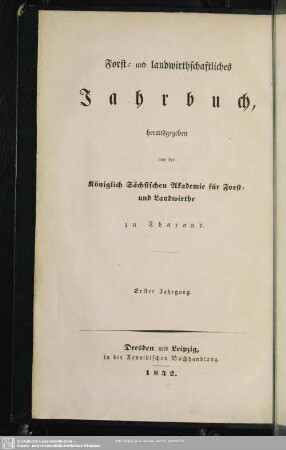 Forst- und landwirthschaftliches
Jahrbuch,
herausgegeben
von der
Königlich Sächsischen Akademie für Forst-
und Landwirthe
zu Tharand.
Erster Jahrgang.
Dresden und Leipzig,
in der Arnoldischen Buchhandlung.
1842.